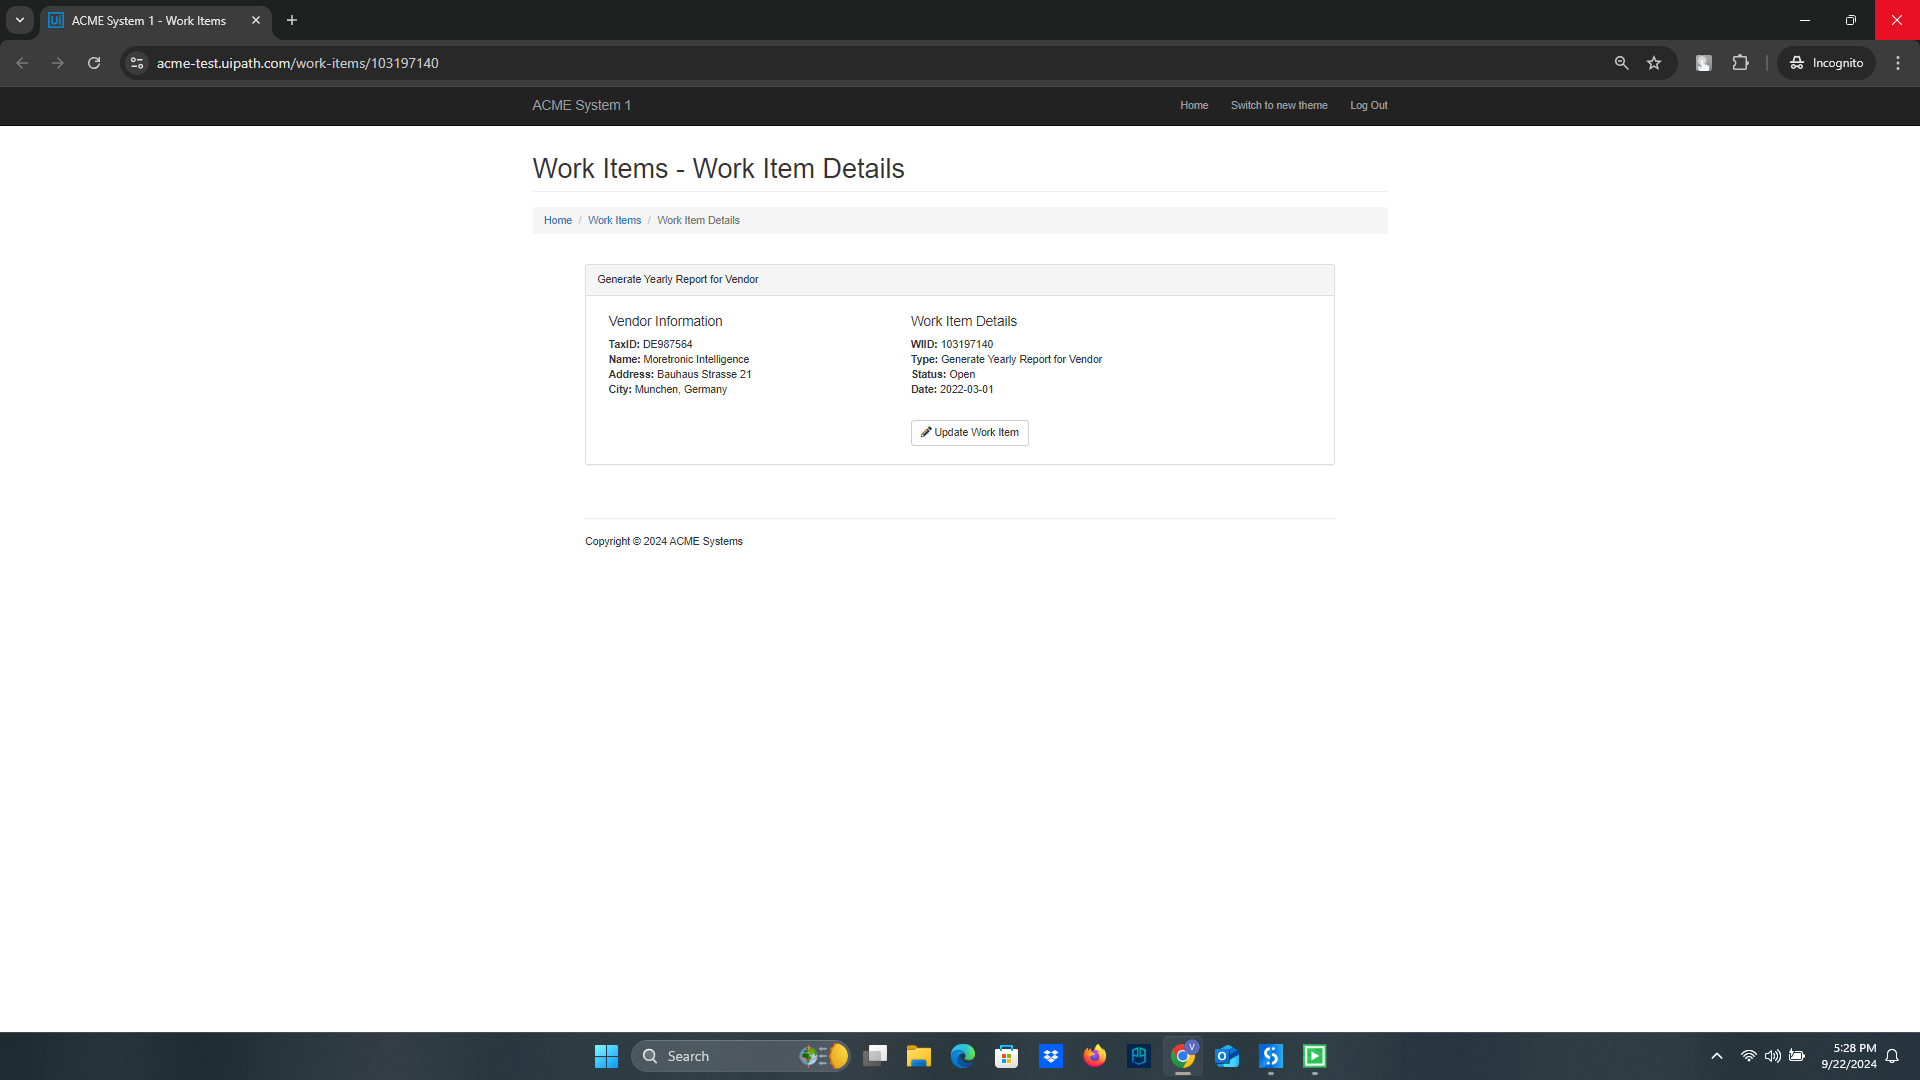 ACME System 1 - Work Items
acme-test.uipath.com/work-items/103197140
Incognito
ACME System 1
Home
Switch to new theme
Log Out
Work Items - Work Item Details
Home / Work Items / Work Item Details
Generate Yearly Report for Vendor
Vendor Information
TaxID: DE987564
Name: Moretronic Intelligence
Address: Bauhaus Strasse 21
City: Munchen, Germany
Work Item Details
WIID: 103197140
Type: Generate Yearly Report for Vendor
Status: Open
Date: 2022-03-01
Update Work Item
Copyright © 2024 ACME Systems
Search
5:28 PM
9/22/2024